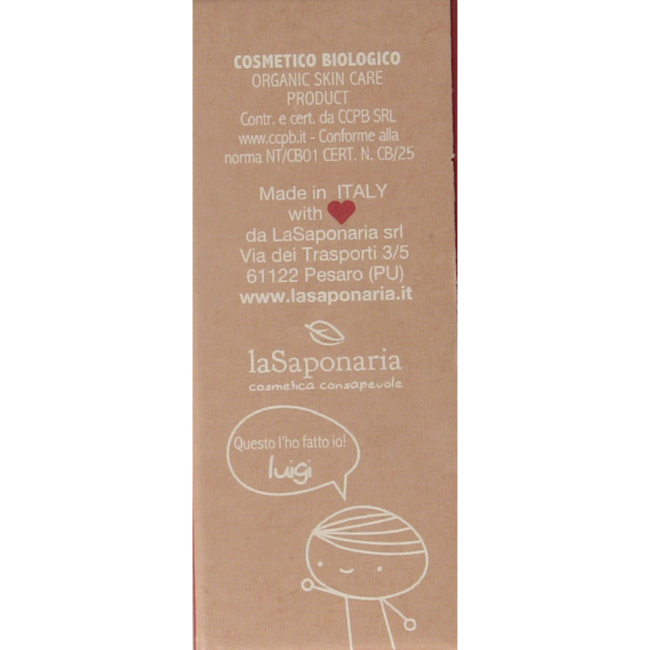 COSMETICO BIOLOGICO
ORGANIC SKIN CARE
PRODUCT
Contr. e cert. da CCPB SRL
www.ccpb.it - Conforme alla
norma NT/CB01 CERT. N. CB/25
Made in ITALY
with
da LaSaponaria srl
Via dei Trasporti 3/5
61122 Pesaro (PU)
www.lasaponaria.it
laSaponaria
cosmetica consapevole
Questo l'ho fatto io!
luigi